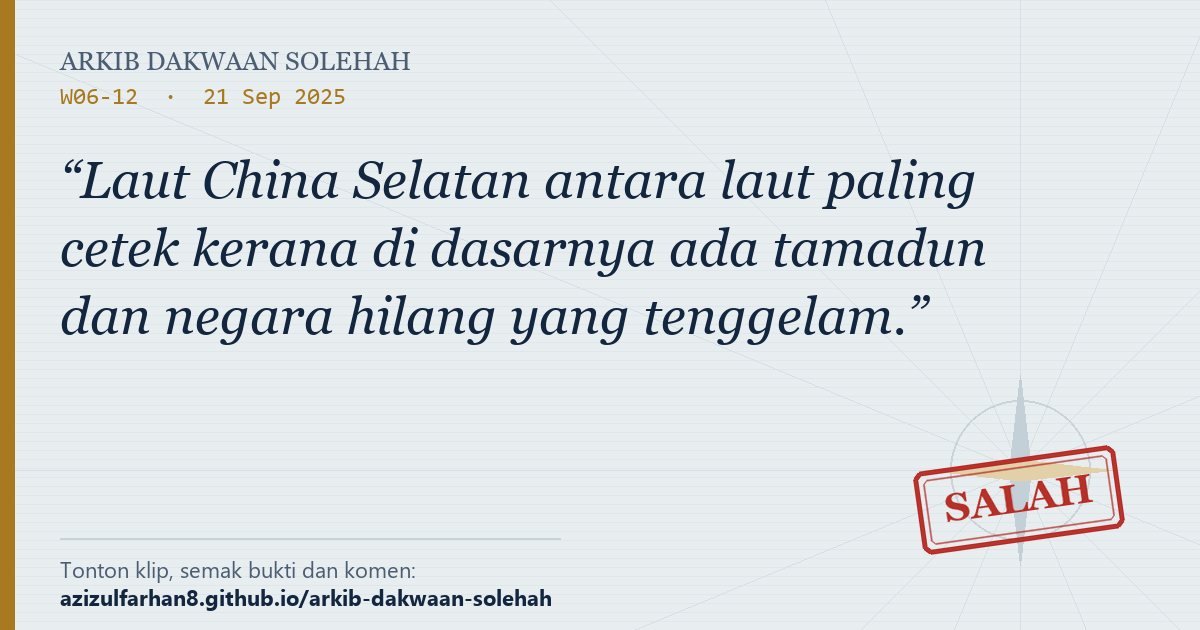 ARKIB DAKWAAN SOLEHAH
W06-12 · 21 Sep 2025
“Laut China Selatan antara laut paling
cetek kerana di dasarnya ada tamadun
dan negara hilang yang tenggelam.”
SALAH
Tonton klip, semak bukti dan komen:
azizulfarhan8.github.io/arkib-dakwaan-solehah